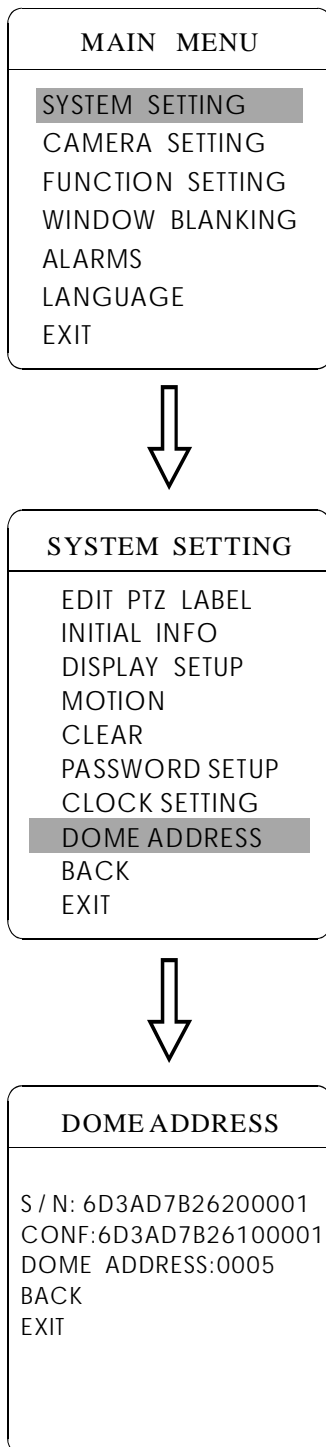 MAIN MENU
SYSTEM SETTING
CAMERA SETTING
FUNCTION SETTING
WINDOW BLANKING
ALARMS
LANGUAGE
EXIT
SYSTEM SETTING
EDIT PTZ LABEL
INITIAL INFO
DISPLAY SETUP
MOTION
CLEAR
PASSWORD SETUP
CLOCK SETTING
DOME ADDRESS
BACK
EXIT
DOME ADDRESS
S / N: 6D3AD7B26200001
CONF:6D3AD7B26100001
DOME ADDRESS:0005
BACK
EXIT